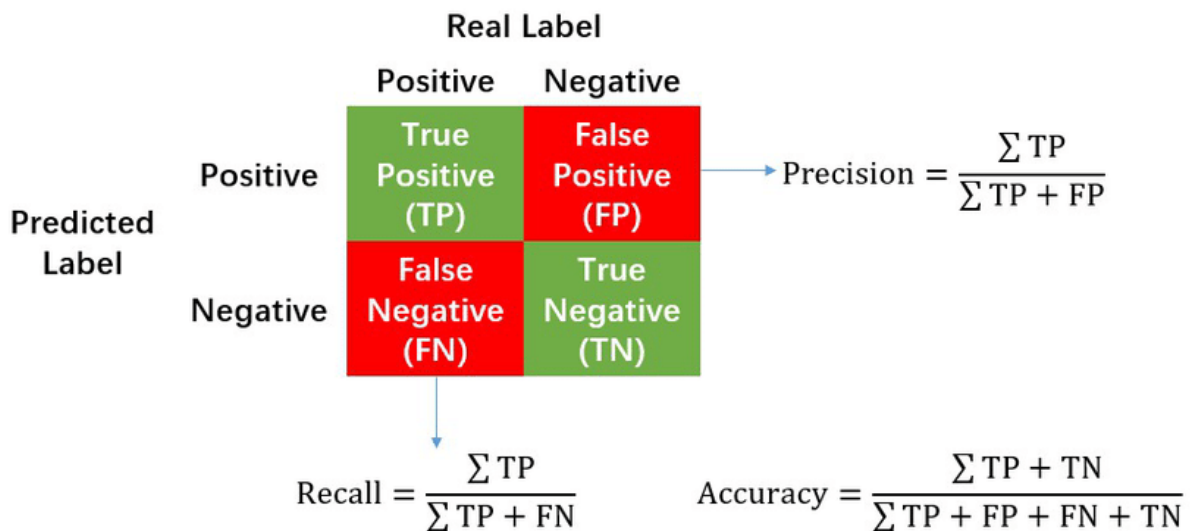 Real Label
Positive Negative
True
Positive
(TP)
False
Positive
(FP)
Positive
Precision = ∑ TP / ∑ TP + FP
Predicted
Label
False
Negative
(FN)
True
Negative
(TN)
Negative
Recall = ∑ TP / ∑ TP + FN
Accuracy = ∑ TP + TN / ∑ TP + FP + FN + TN